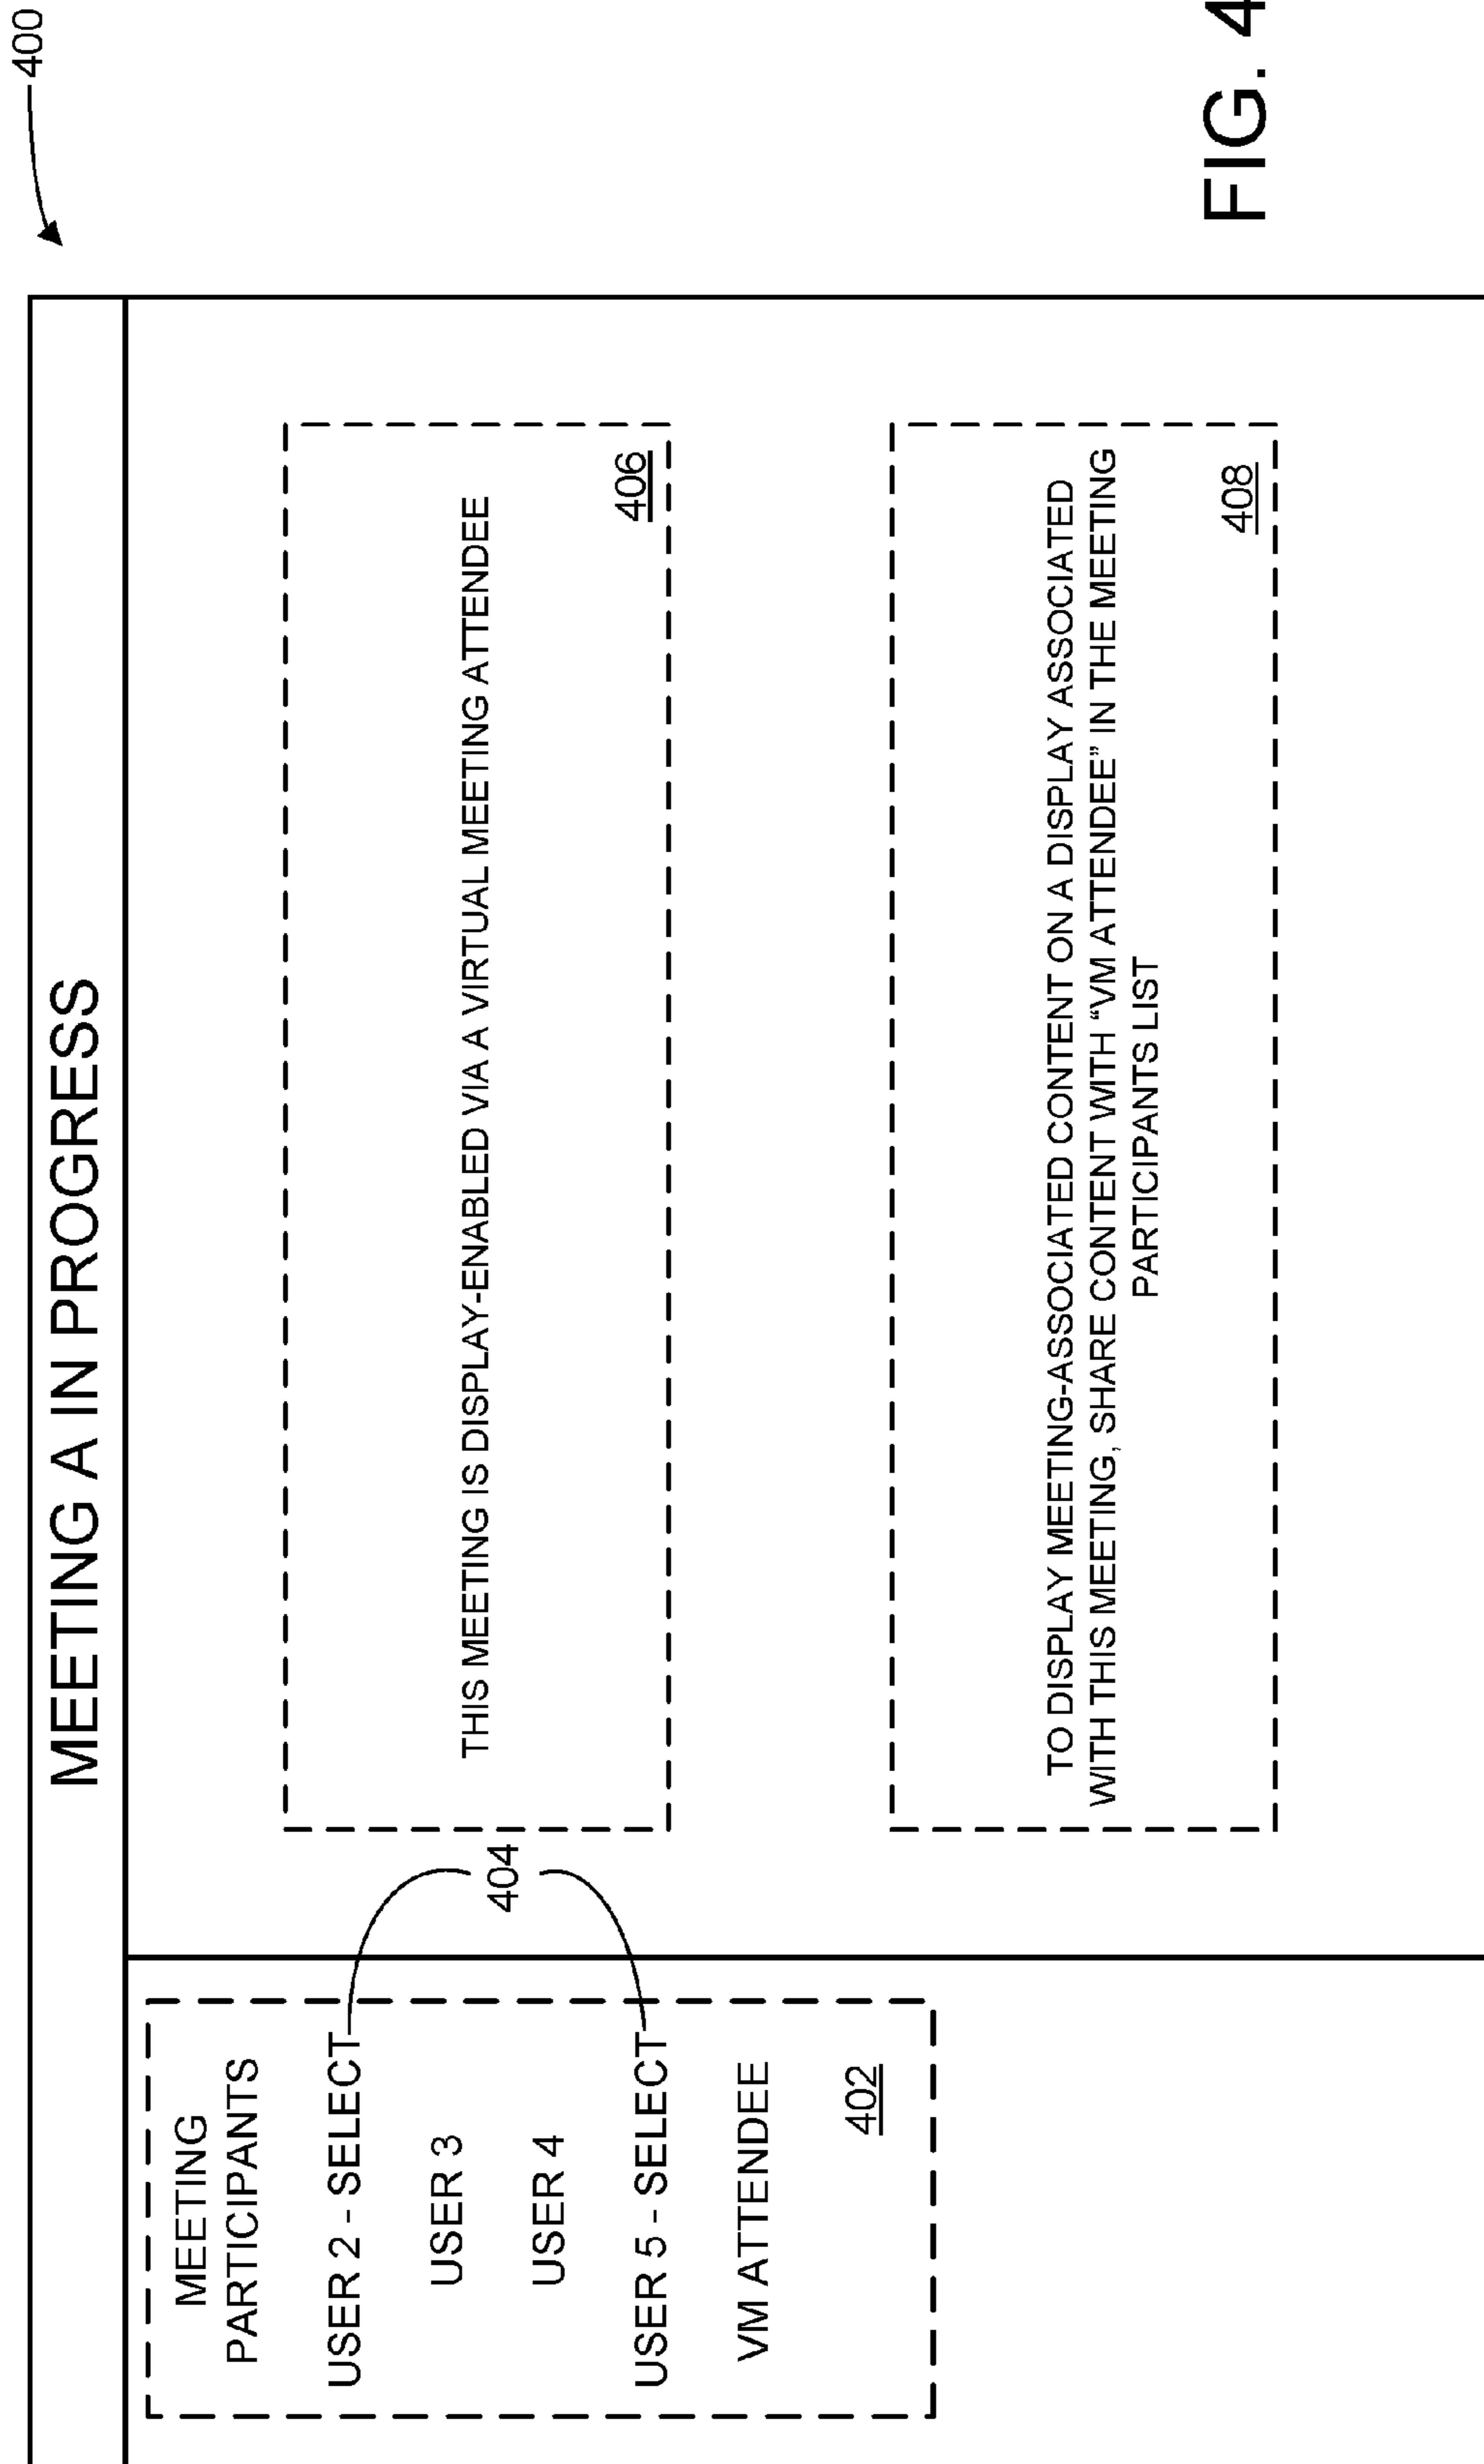 400
MEETING A IN PROGRESS
MEETING
PARTICIPANTS
USER 2 - SELECT
USER 3
USER 4
USER 5 - SELECT
VM ATTENDEE
402
404
THIS MEETING IS DISPLAY-ENABLED VIA A VIRTUAL MEETING ATTENDEE
406
TO DISPLAY MEETING-ASSOCIATED CONTENT ON A DISPLAY ASSOCIATED
WITH THIS MEETING, SHARE CONTENT WITH “VM ATTENDEE” IN THE MEETING
PARTICIPANTS LIST
408
FIG. 4